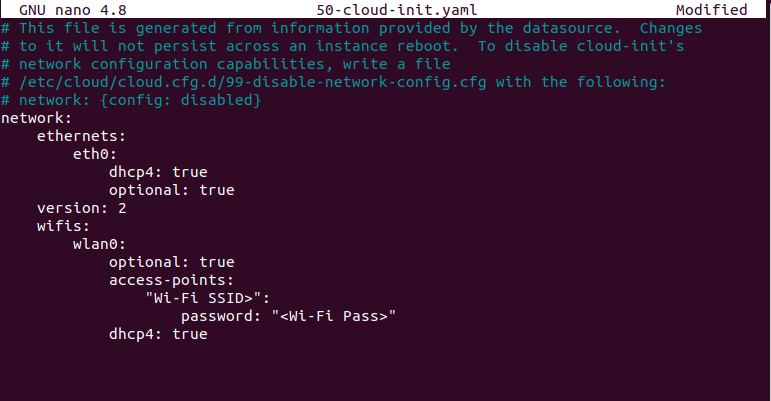 GNU nano 4.8 50-cloud-init.yaml Modified
# This file is generated from information provided by the datasource.  Changes
# to it will not persist across an instance reboot.  To disable cloud-init's
# network configuration capabilities, write a file
# /etc/cloud/cloud.cfg.d/99-disable-network-config.cfg with the following:
# network: {config: disabled}
network:
    ethernets:
        eth0:
            dhcp4: true
            optional: true
    version: 2
    wifis:
        wlan0:
            optional: true
            access-points:
                "Wi-Fi SSID>":
                    password: "<Wi-Fi Pass>"
            dhcp4: true